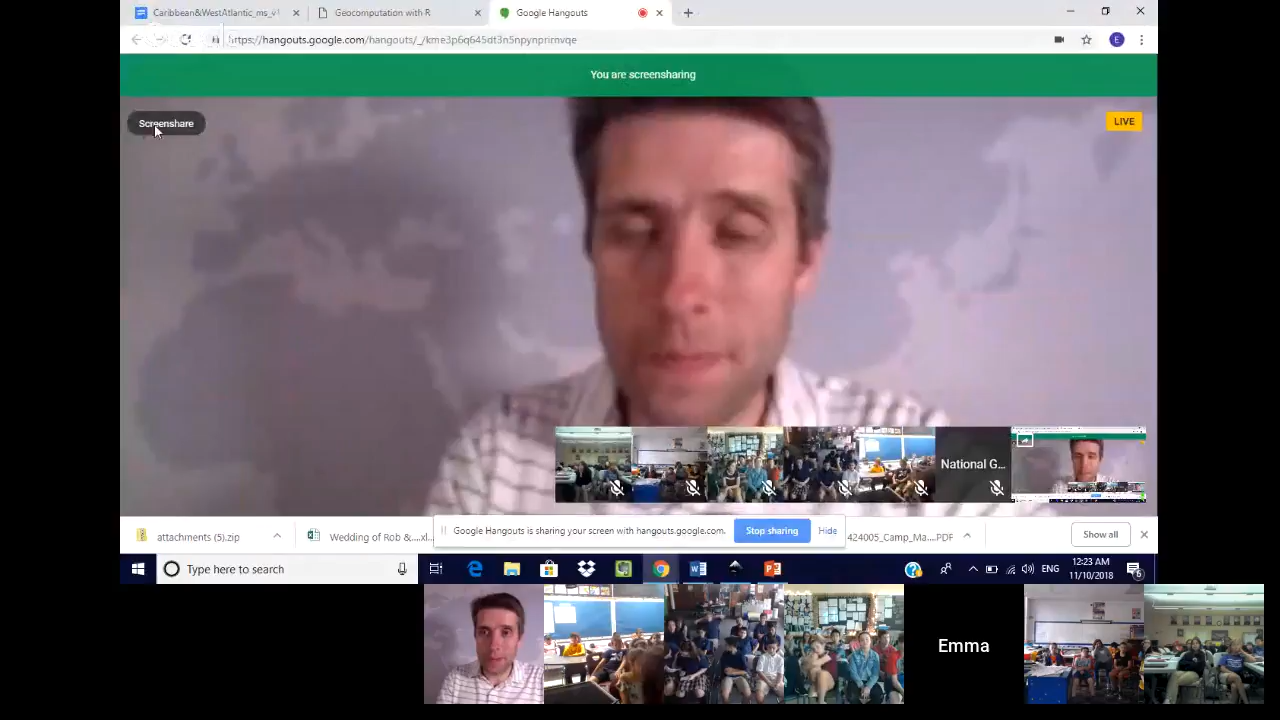 Caribbean&WestAtlantic_ms_v1
Geocomputation with R
Google Hangouts
https://hangouts.google.com/hangouts/_/kme3p6q645dt3n5npynprirnvqe
E
You are screensharing
Screenshare
LIVE
National G...
attachments (5).zip
Wedding of Rob &....xl...
Google Hangouts is sharing your screen with hangouts.google.com.
Stop sharing
Hide
424005_Camp_Ma....PDF
Show all
Type here to search
ENG
12:23 AM
11/10/2018
6
Emma